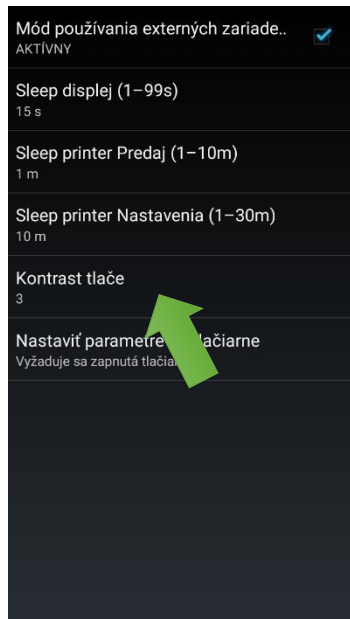 Mód používania externých zariade..
AKTÍVNY
Sleep displej (1–99s)
15 s
Sleep printer Predaj (1–10m)
1 m
Sleep printer Nastavenia (1–30m)
10 m
Kontrast tlače
3
Nastaviť parametre
Vyžaduje sa zapnutá